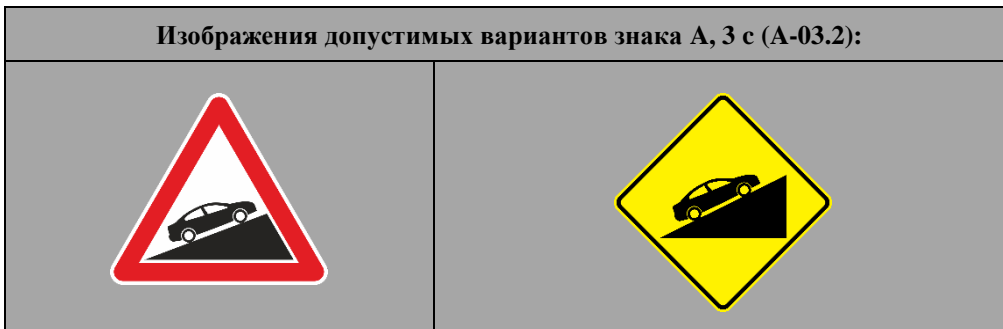 Изображения допустимых вариантов знака A, 3 c (A-03.2):